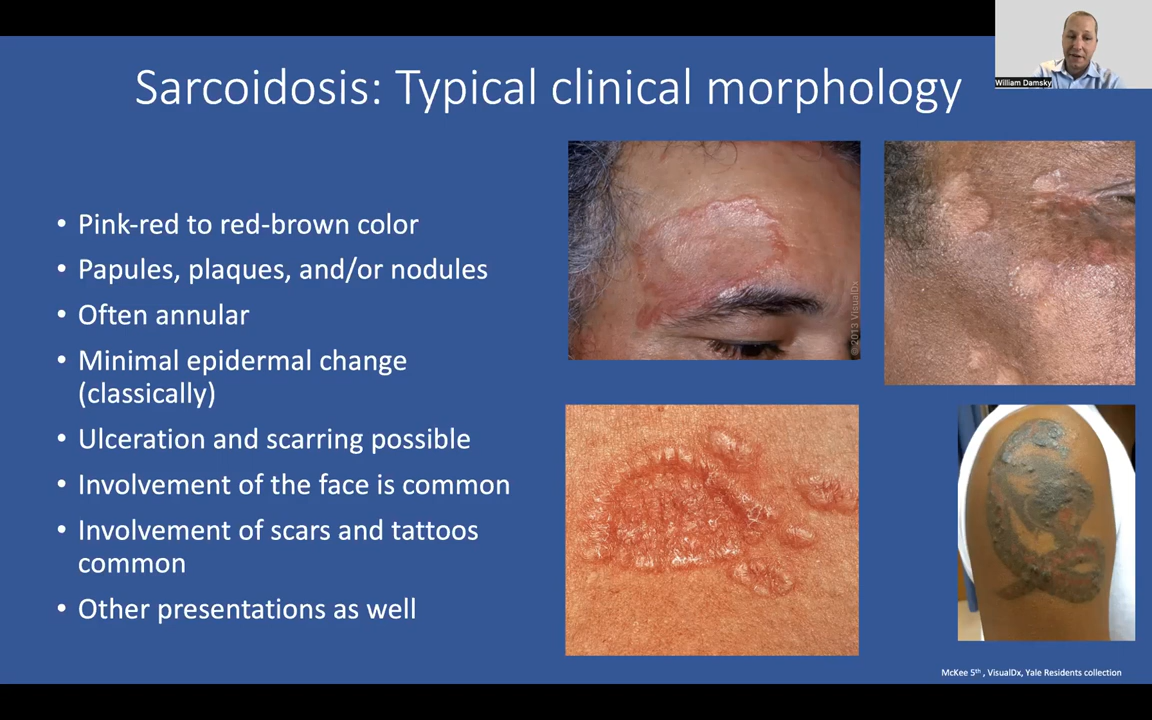 William Damsky
Sarcoidosis: Typical clinical morphology
• Pink-red to red-brown color
• Papules, plaques, and/or nodules
• Often annular
• Minimal epidermal change
(classically)
• Ulceration and scarring possible
• Involvement of the face is common
• Involvement of scars and tattoos
common
• Other presentations as well
© 2013 VisualDx
McKee 5th , VisualDx, Yale Residents collection